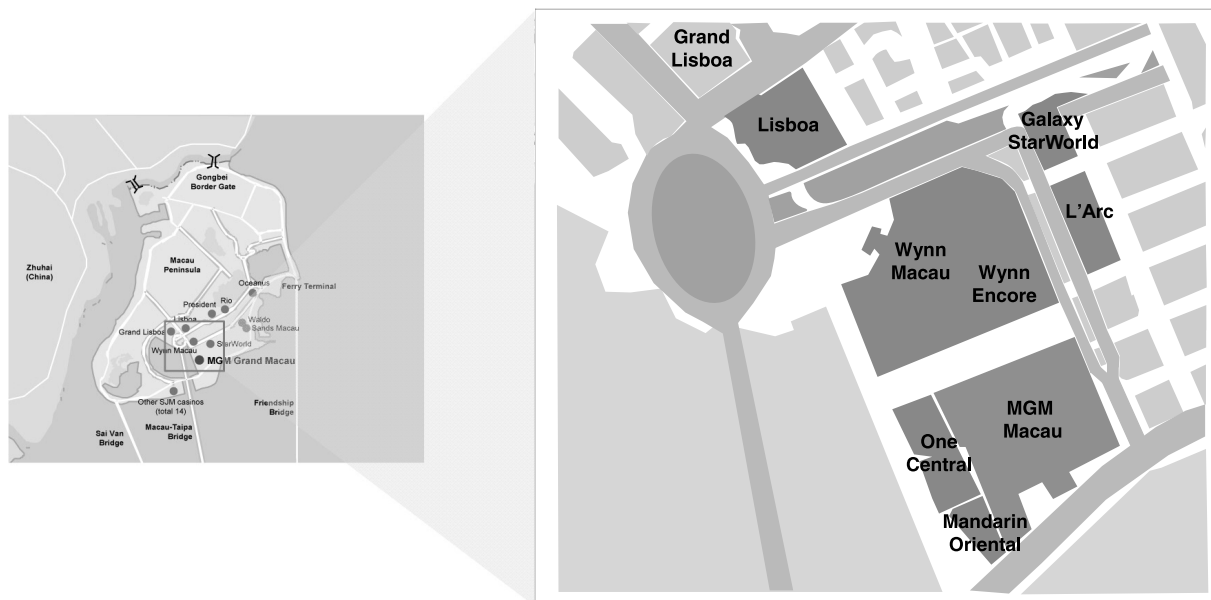 Gongbei
Border Gate
Zhuhai
(China)
Macau
Peninsula
Oceanus
Ferry Terminal
President
Rio
Lisboa
Grand Lisboa
Waldo
Sands Macau
Wynn Macau
StarWorld
MGM Grand Macau
Other SJM casinos
(total 14)
Friendship
Bridge
Macau-Taipa
Bridge
Sai Van
Bridge
Grand
Lisboa
Lisboa
Galaxy
StarWorld
L'Arc
Wynn
Macau
Wynn
Encore
MGM
Macau
One
Central
Mandarin
Oriental